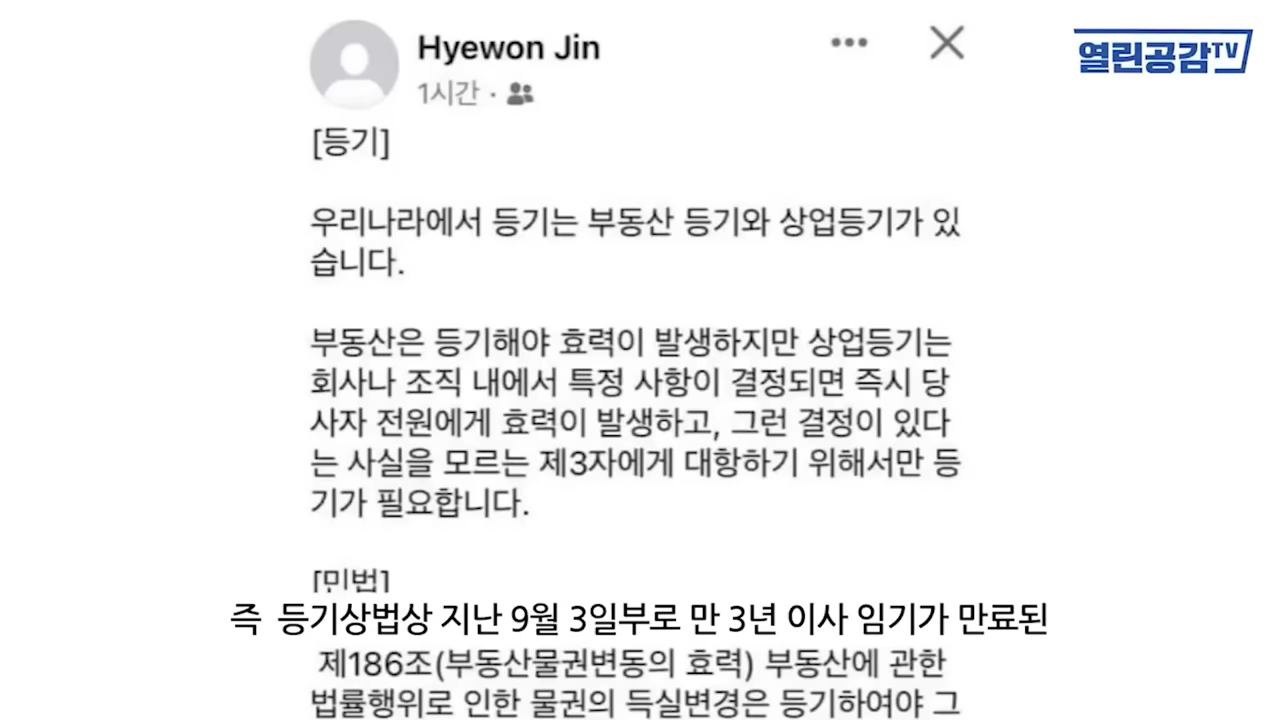 Hyewon Jin
열린공감TV
1시간 ·
[등기]
우리나라에서 등기는 부동산 등기와 상업등기가 있
습니다.
부동산은 등기해야 효력이 발생하지만 상업등기는
회사나 조직 내에서 특정 사항이 결정되면 즉시 당
사자 전원에게 효력이 발생하고, 그런 결정이 있다
는 사실을 모르는 제3자에게 대항하기 위해서만 등
기가 필요합니다.
[민법]
즉 등기상법상 지난 9월 3일부로 만 3년 이사 임기가 만료된
제186조(부동산물권변동의 효력) 부동산에 관한
법률행위로 인한 물권의 득실변경은 등기하여야 그